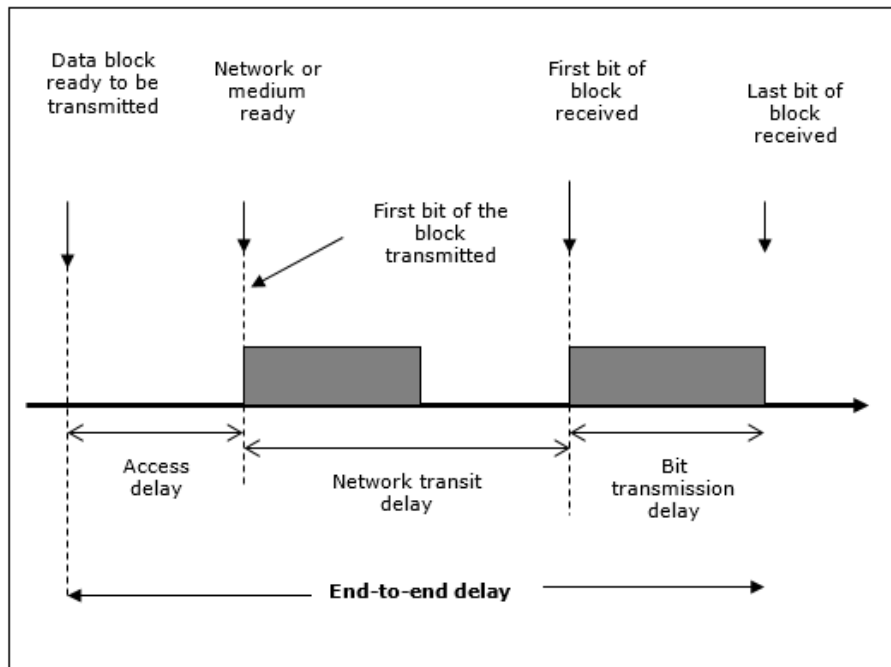 Data block
ready to be
transmitted
Network or
medium
ready
First bit of
block
received
Last bit of
block
received
First bit of the
block
transmitted
Access
delay
Network transit
delay
Bit
transmission
delay
End-to-end delay